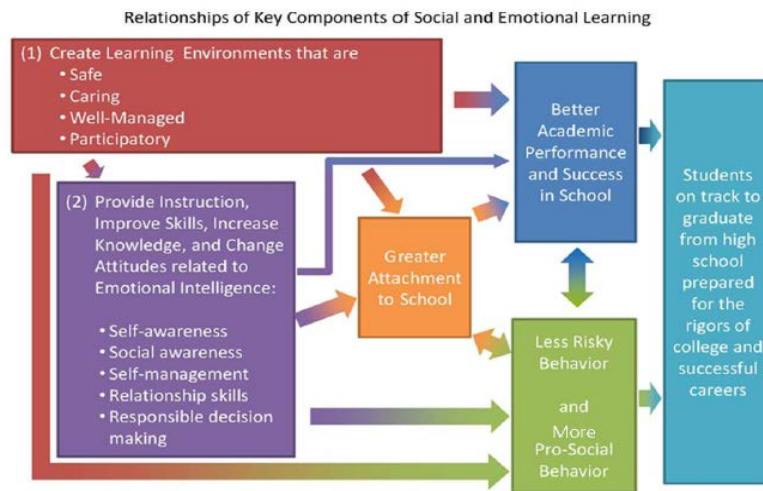 Relationships of Key Components of Social and Emotional Learning
(1) Create Learning Environments that are
• Safe
• Caring
• Well-Managed
• Participatory
(2) Provide Instruction,
Improve Skills, Increase
Knowledge, and Change
Attitudes related to
Emotional Intelligence:
• Self-awareness
• Social awareness
• Self-management
• Relationship skills
• Responsible decision
making
Greater
Attachment
to School
Better
Academic
Performance
and Success
in School
Less Risky
Behavior
and
More
Pro-Social
Behavior
Students
on track to
graduate
from high
school
prepared
for the
rigors of
college and
successful
careers